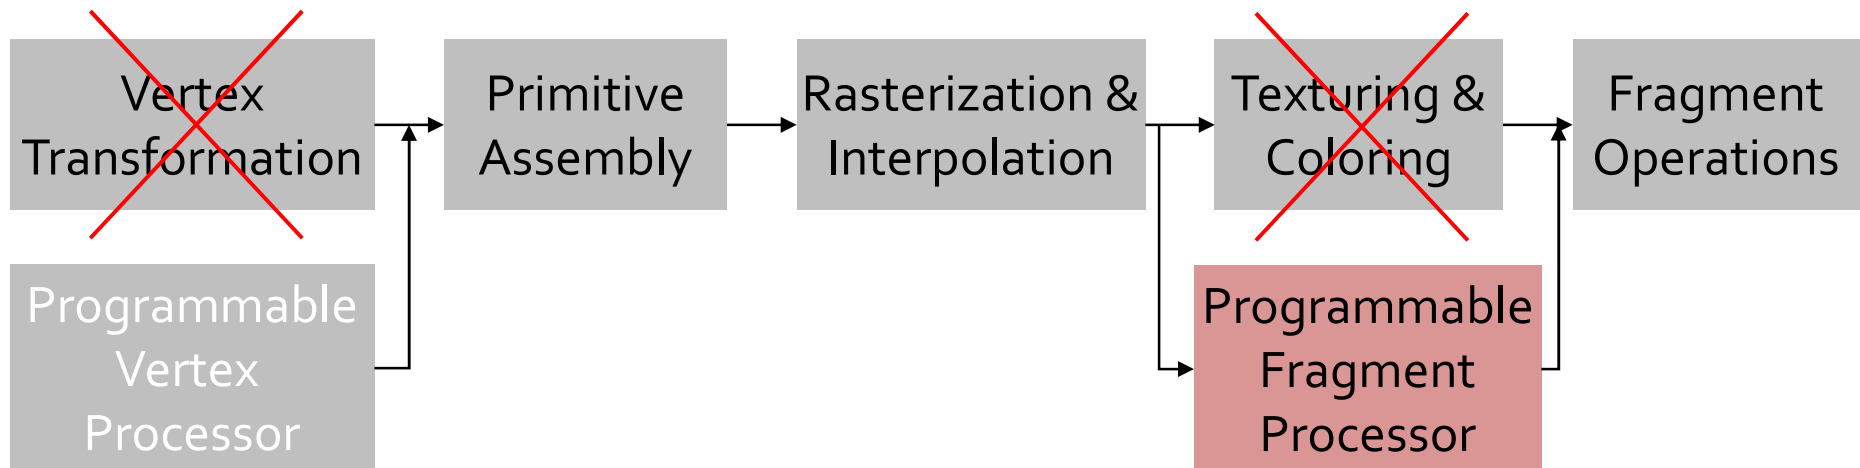 Vertex
Transformation
Primitive
Assembly
Rasterization &
Interpolation
Texturing &
Coloring
Fragment
Operations
Programmable
Vertex
Processor
Programmable
Fragment
Processor